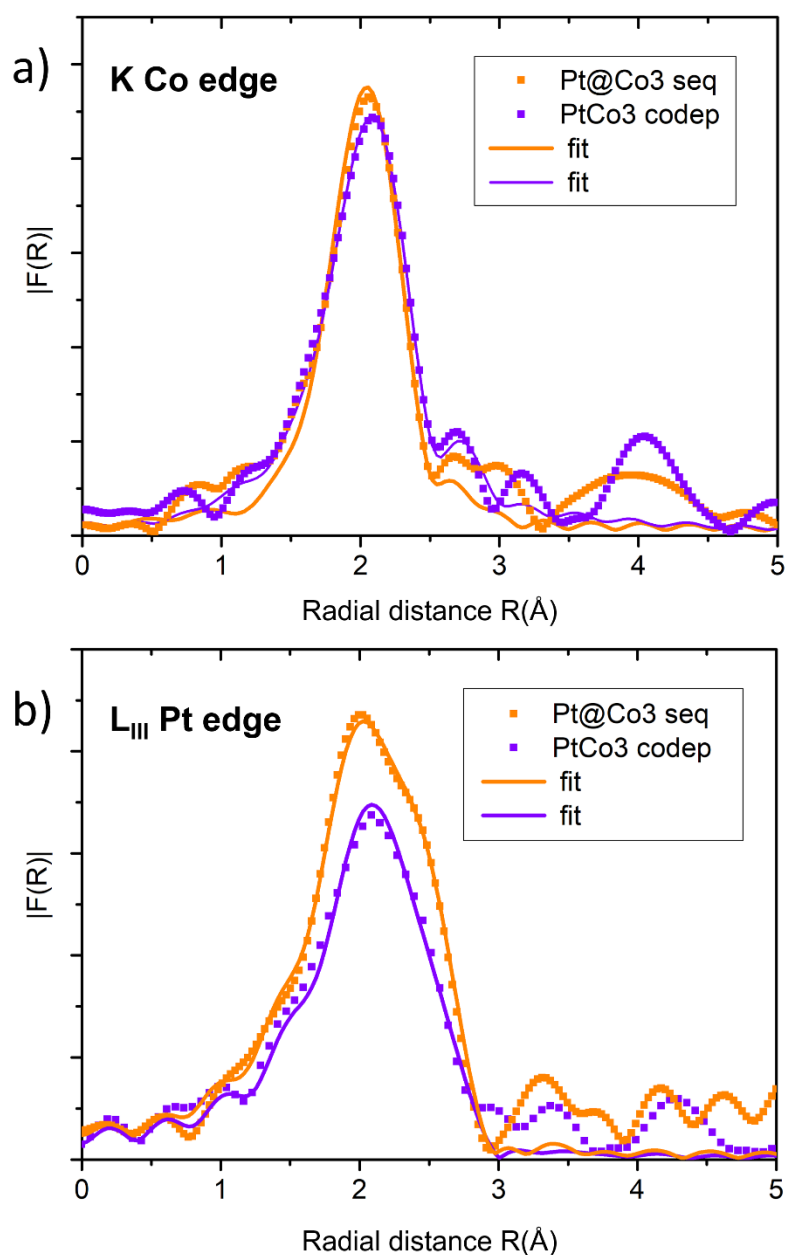 a)
K Co edge
Pt@Co3 seq
PtCo3 codep
fit
fit
|F(R)|
0 1 2 3 4 5
Radial distance R(Å)
b)
LIII Pt edge
Pt@Co3 seq
PtCo3 codep
fit
fit
|F(R)|
0 1 2 3 4 5
Radial distance R(Å)